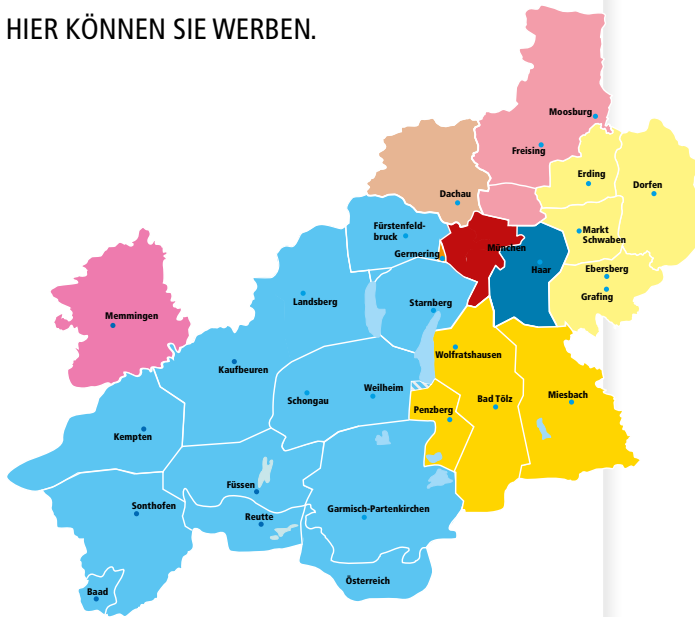 HIER KÖNNEN SIE WERBEN.
Moosburg
Freising
Erding
Dorfen
Dachau
Fürstenfeld-
bruck
Markt
Schwaben
München
Germering
Haar
Ebersberg
Grafing
Landsberg
Starnberg
Memmingen
Wolfratshausen
Kaufbeuren
Weilheim
Schongau
Bad Tölz
Miesbach
Penzberg
Kempten
Füssen
Sonthofen
Reutte
Garmisch-Partenkirchen
Österreich
Baad